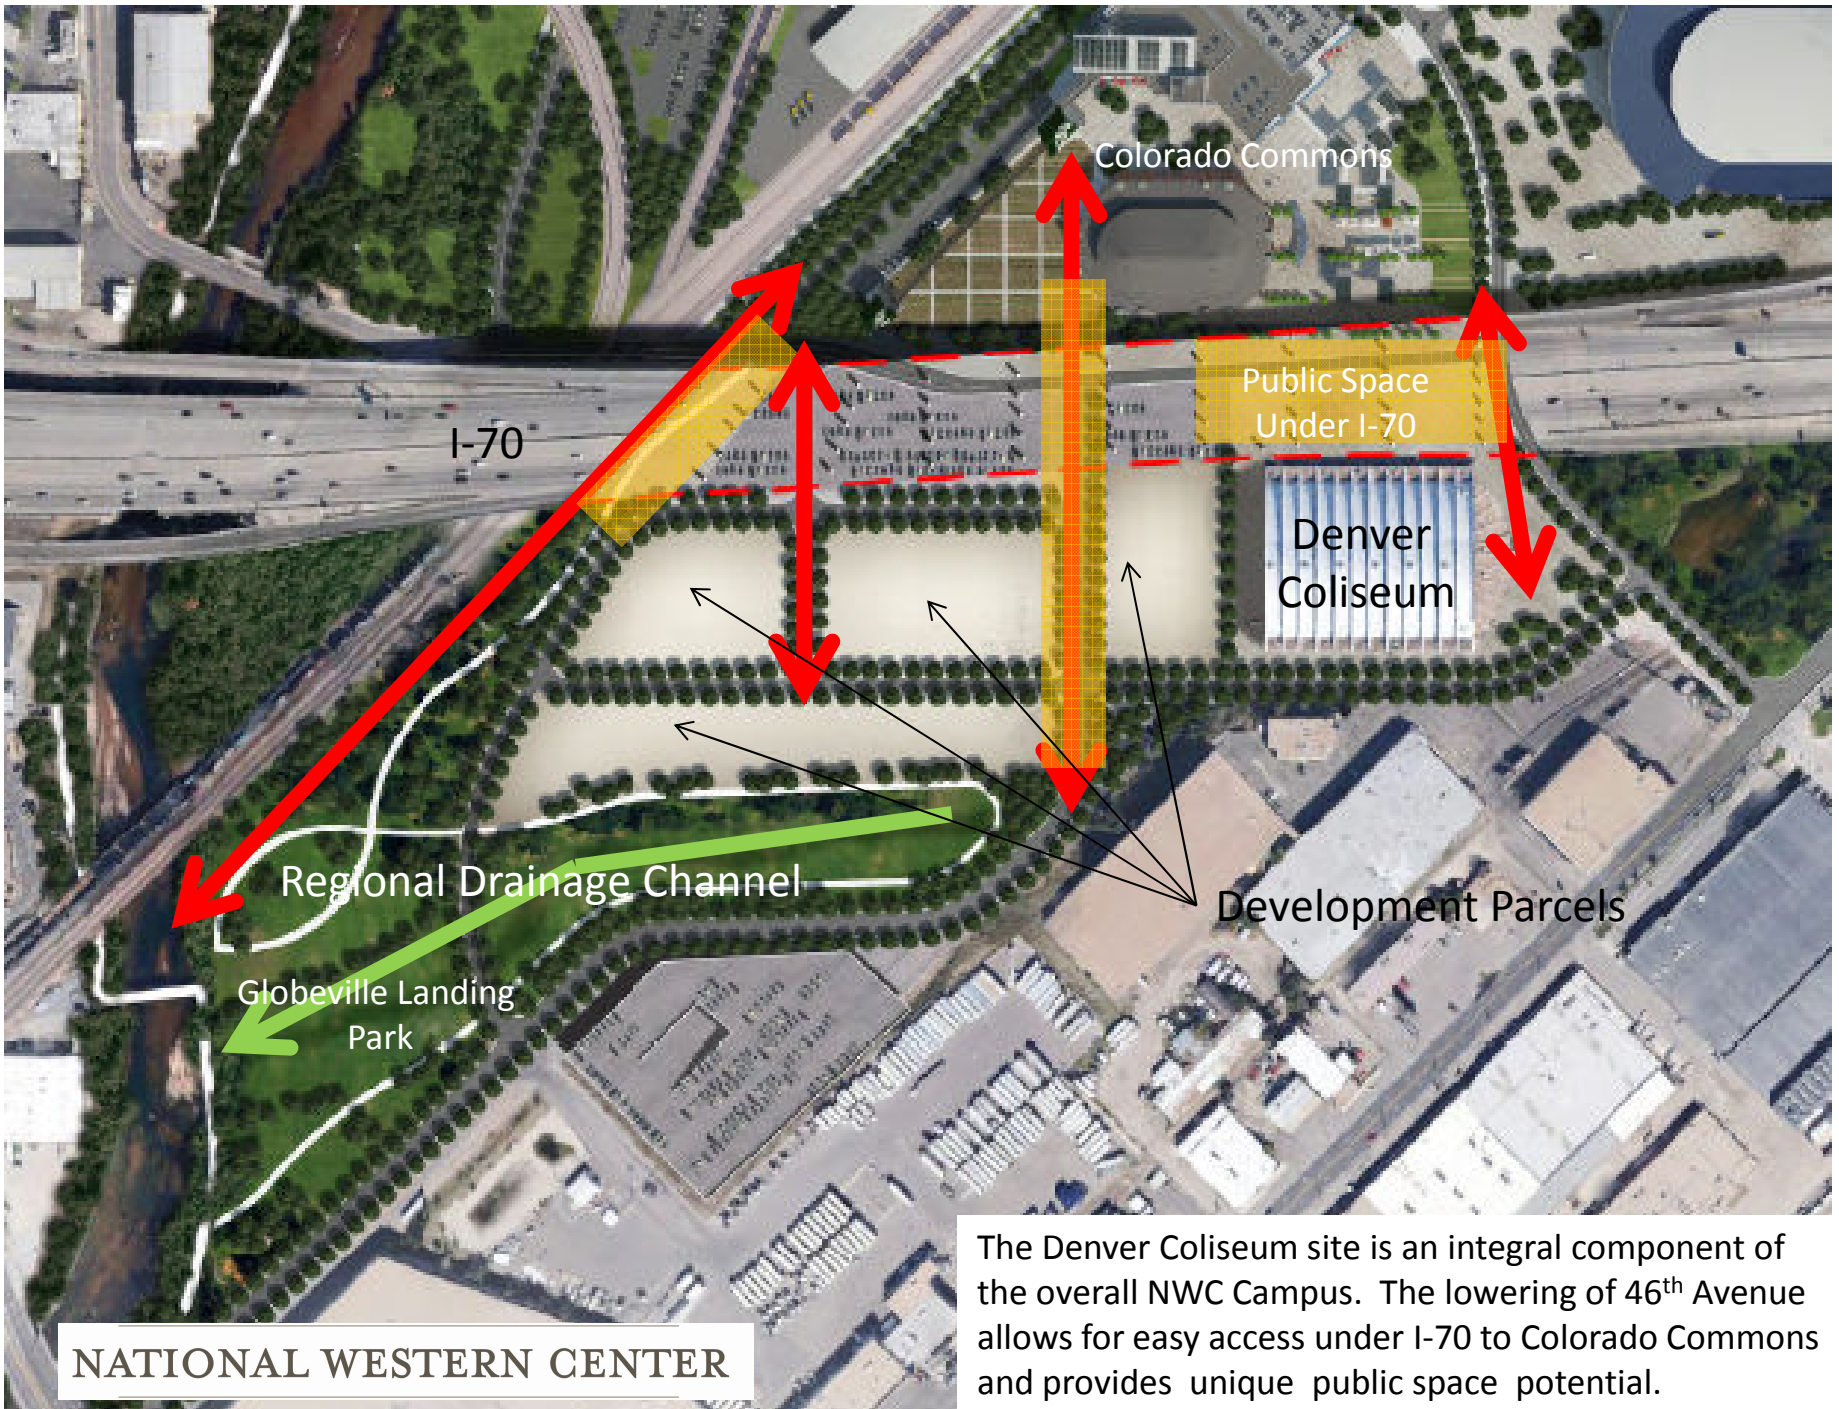 Colorado Commons
Public Space
Under I-70
I-70
Denver
Coliseum
Regional Drainage Channel
Development Parcels
Globeville Landing
Park
The Denver Coliseum site is an integral component of
the overall NWC Campus.  The lowering of 46th Avenue
allows for easy access under I-70 to Colorado Commons
and provides  unique  public space  potential.
NATIONAL WESTERN CENTER